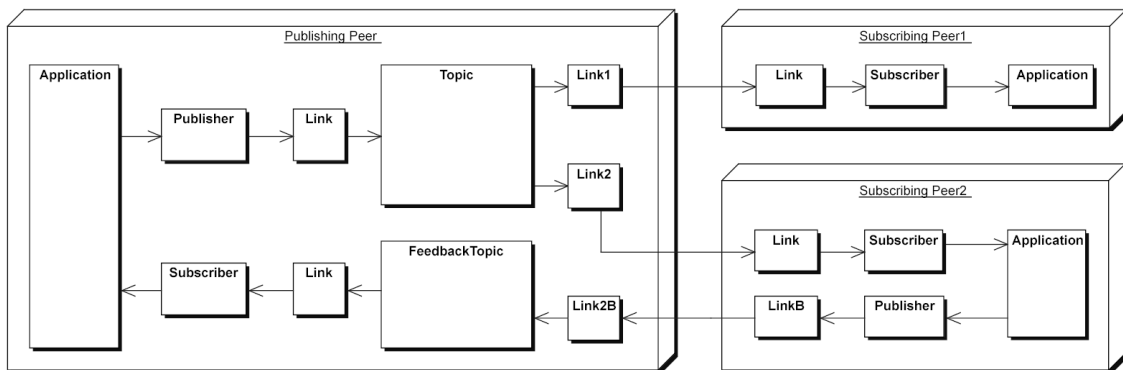 Publishing Peer
Application
Publisher
Link
Topic
Link1
Link2
Subscriber
Link
FeedbackTopic
Link2B
Subscribing Peer1
Link
Subscriber
Application
Subscribing Peer2
Link
Subscriber
Application
LinkB
Publisher